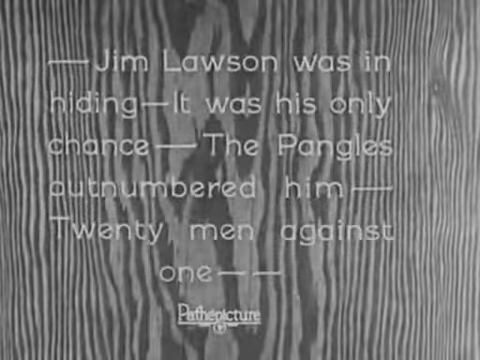 —Jim Lawson was in
hiding—It was his only
chance—The Pangles
outnumbered him—
Twenty men against
one——
Pathepicture